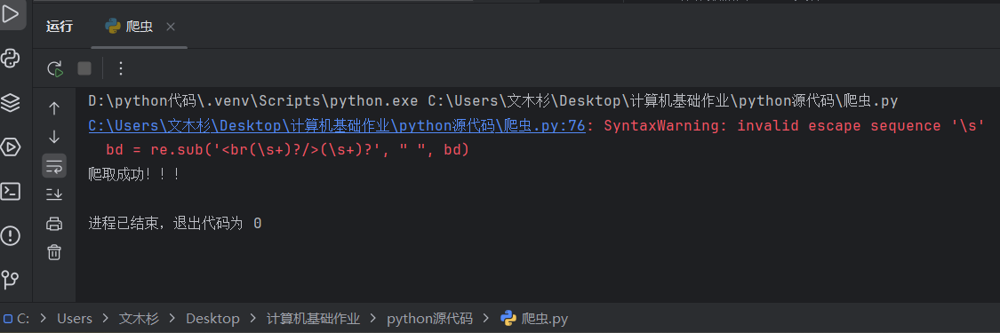 运行
爬虫
D:\python代码\.venv\Scripts\python.exe C:\Users\文木杉\Desktop\计算机基础作业\python源代码\爬虫.py
C:\Users\文木杉\Desktop\计算机基础作业\python源代码\爬虫.py:76: SyntaxWarning: invalid escape sequence '\s'
bd = re.sub('<br(\s+)?/>(\s+)?', " ", bd)
爬取成功！！！
进程已结束，退出代码为 0
C: > Users > 文木杉 > Desktop > 计算机基础作业 > python源代码 > 爬虫.py